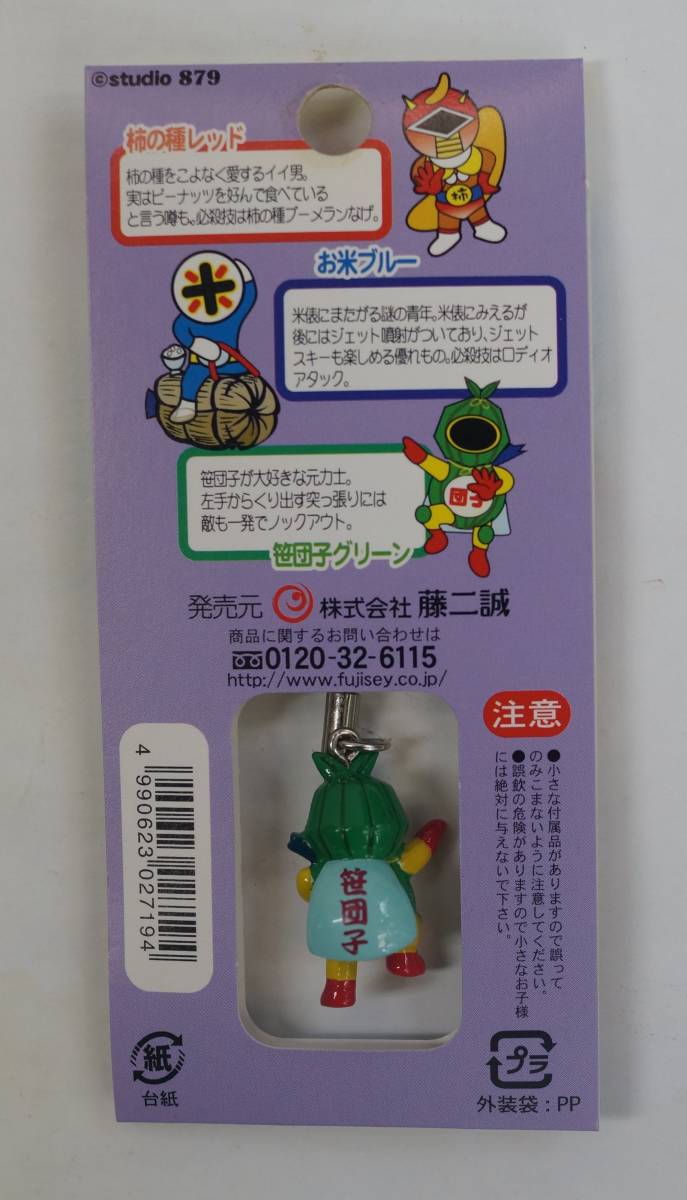 ©studio 879
柿の種レッド
柿の種をこよなく愛するイイ男。
実はピーナッツを好んで食べている
と言う噂も。必殺技は柿の種ブーメランなげ。
柿
お米ブルー
米
米俵にまたがる謎の青年。米俵にみえるが
後にはジェット噴射がついており、ジェット
スキーも楽しめる優れもの。必殺技はロディオ
アタック。
笹団子が大好きな元力士。
左手からくり出す突っ張りには
敵も一発でノックアウト。
笹団子グリーン
団子
発売元 株式会社 藤二誠
商品に関するお問い合わせは
0120-32-6115
http://www.fujisey.co.jp/
注意
●小さな付属品がありますので誤って
のみこまないように注意してください。
●誤飲の危険がありますので小さなお子様
には絶対に与えないで下さい。
笹団子
4 990623 027194
紙
台紙
プラ
外装袋:PP